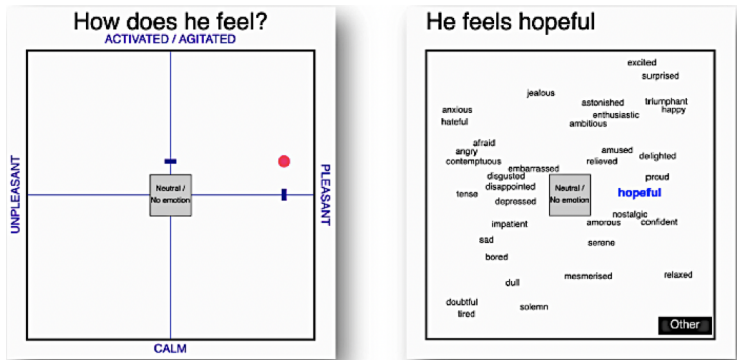 How does he feel?
ACTIVATED / AGITATED
UNPLEASANT
Neutral /
No emotion
PLEASANT
CALM
He feels hopeful
excited
surprised
jealous
astonished
triumphant
anxious
happy
enthusiastic
hateful
ambitious
afraid
angry
amused
contemptuous
relieved
delighted
embarrassed
disgusted
proud
disappointed
Neutral /
No emotion
tense
hopeful
depressed
nostalgic
impatient
amorous
confident
sad
serene
bored
mesmerised
relaxed
dull
doubtful
solemn
tired
Other